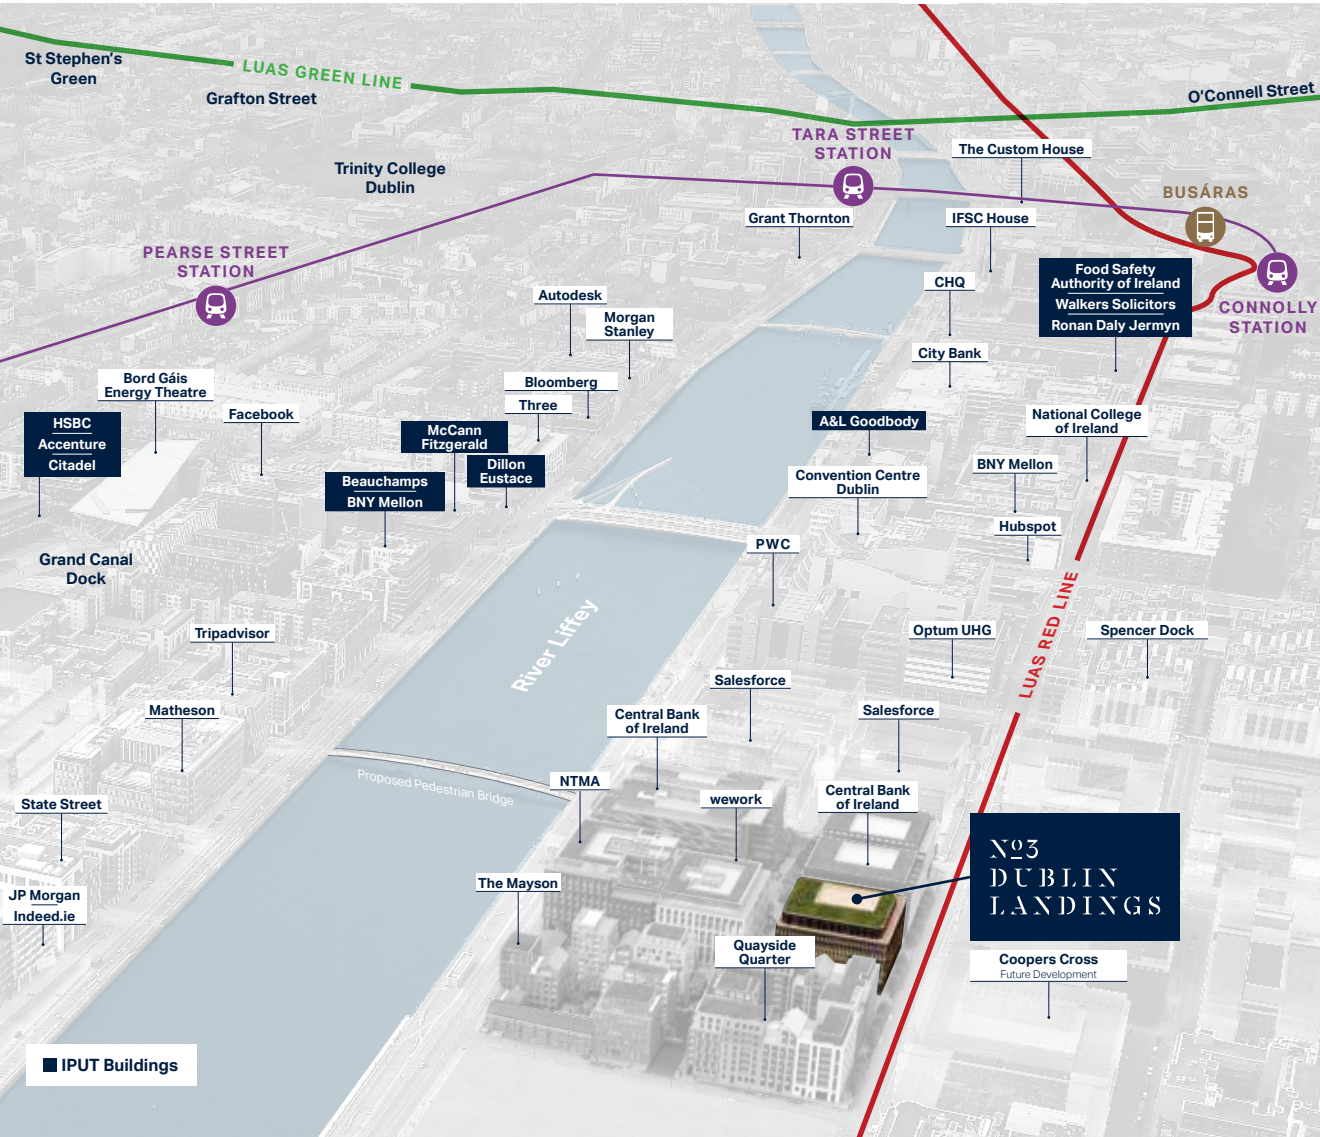 St Stephen's
Green
LUAS GREEN LINE
Grafton Street
O'Connell Street
TARA STREET
STATION
The Custom House
Trinity College
Dublin
BUSÁRAS
Grant Thornton
IFSC House
PEARSE STREET
STATION
Food Safety
Authority of Ireland
Walkers Solicitors
Ronan Daly Jermyn
CHQ
CONNOLLY
STATION
Autodesk
Morgan
Stanley
City Bank
Bord Gáis
Energy Theatre
Bloomberg
Three
Facebook
HSBC
Accenture
Citadel
McCann
Fitzgerald
A&L Goodbody
National College
of Ireland
Dillon
Eustace
Beauchamps
BNY Mellon
Convention Centre
Dublin
BNY Mellon
Hubspot
PWC
Grand Canal
Dock
River Liffey
LUAS RED LINE
Tripadvisor
Optum UHG
Spencer Dock
Salesforce
Matheson
Central Bank
of Ireland
Salesforce
Proposed Pedestrian Bridge
NTMA
wework
Central Bank
of Ireland
State Street
Nº3
DUBLIN
LANDINGS
The Mayson
JP Morgan
Indeed.ie
Quayside
Quarter
Coopers Cross
Future Development
IPUT Buildings